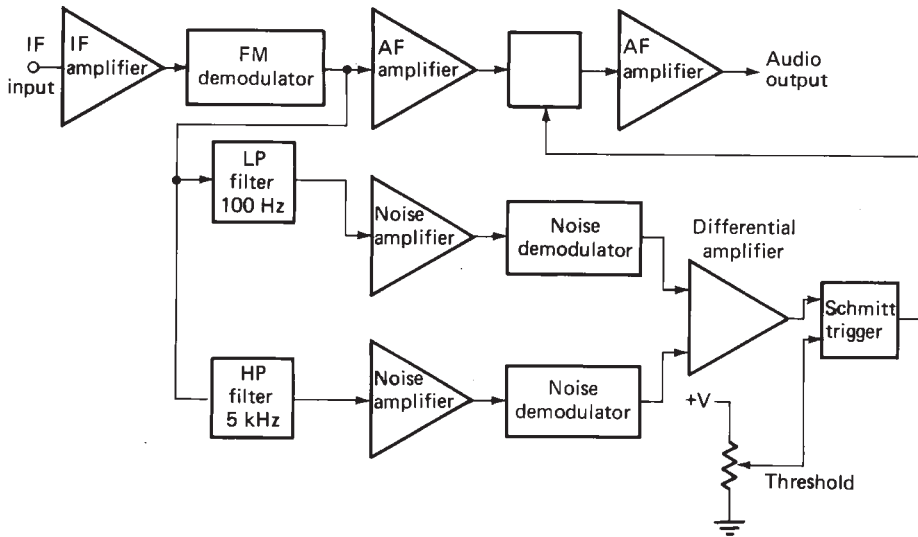 IF
input
IF
amplifier
FM
demodulator
AF
amplifier
AF
amplifier
Audio
output
LP
filter
100 Hz
Noise
amplifier
Noise
demodulator
Differential
amplifier
Schmitt
trigger
HP
filter
5 kHz
Noise
amplifier
Noise
demodulator
+V
Threshold